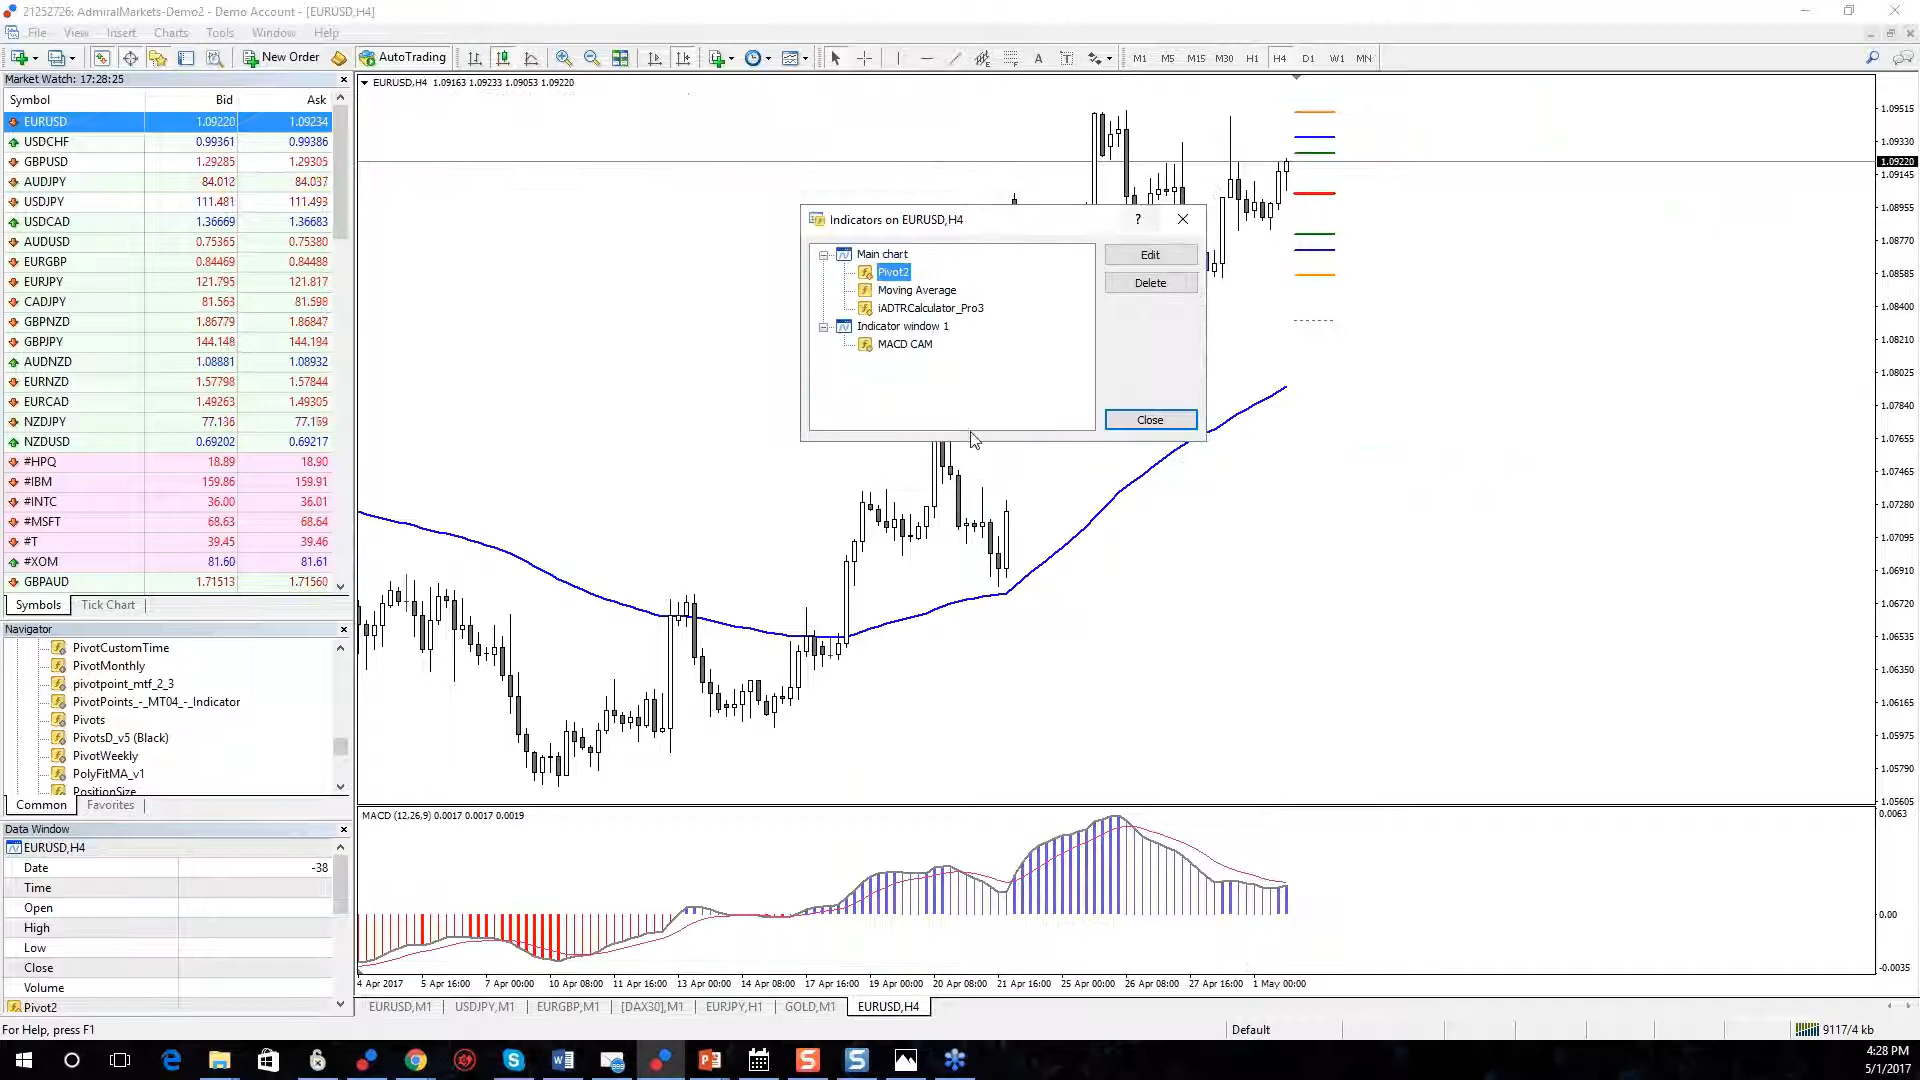 21252726: AdmiralMarkets-Demo2 - Demo Account - [EURUSD,H4]
File View Insert Charts Tools Window Help
New Order AutoTrading M1 M5 M15 M30 H1 H4 D1 W1 MN
Market Watch: 17:28:25
Symbol Bid Ask
EURUSD 1.09220 1.09234
USDCHF 0.99361 0.99386
GBPUSD 1.29285 1.29305
AUDJPY 84.012 84.037
USDJPY 111.481 111.493
USDCAD 1.36669 1.36683
AUDUSD 0.75365 0.75380
EURGBP 0.84469 0.84488
EURJPY 121.795 121.817
CADJPY 81.563 81.598
GBPNZD 1.86779 1.86847
GBPJPY 144.148 144.194
AUDNZD 1.08881 1.08932
EURNZD 1.57798 1.57844
EURCAD 1.49263 1.49305
NZDJPY 77.136 77.169
NZDUSD 0.69202 0.69217
#HPQ 18.89 18.90
#IBM 159.86 159.91
#INTC 36.00 36.01
#MSFT 68.63 68.64
#T 39.45 39.46
#XOM 81.60 81.61
GBPAUD 1.71513 1.71560
Symbols Tick Chart
Navigator
PivotCustomTime
PivotMonthly
pivotpoint_mtf_2_3
PivotPoints_-_MT04_-_Indicator
Pivots
PivotsD_v5 (Black)
PivotWeekly
PolyFitMA_v1
PositionSize
Common Favorites
Data Window
EURUSD,H4
Date -38
Time
Open
High
Low
Close
Volume
Pivot2
EURUSD,H4 1.09163 1.09233 1.09053 1.09220
Indicators on EURUSD,H4 ?
Main chart
Pivot2
Moving Average
iADTRCalculator_Pro3
Indicator window 1
MACD CAM
Edit
Delete
Close
1.09515
1.09330
1.09220
1.09145
1.08955
1.08770
1.08585
1.08400
1.08210
1.08025
1.07840
1.07655
1.07465
1.07280
1.07095
1.06910
1.06720
1.06535
1.06350
1.06165
1.05975
1.05790
1.05605
MACD (12,26,9) 0.0017 0.0017 0.0019
0.0063
0.00
-0.0035
4 Apr 2017 5 Apr 16:00 7 Apr 00:00 10 Apr 08:00 11 Apr 16:00 13 Apr 00:00 14 Apr 08:00 17 Apr 16:00 19 Apr 00:00 20 Apr 08:00 21 Apr 16:00 25 Apr 00:00 26 Apr 08:00 27 Apr 16:00 1 May 00:00
EURUSD,M1 USDJPY,M1 EURGBP,M1 [DAX30],M1 EURJPY,H1 GOLD,M1 EURUSD,H4
For Help, press F1 Default 9117/4 kb
4:28 PM
5/1/2017